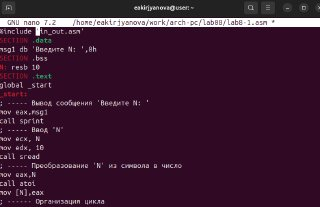 eakirjyanova@user:~
GNU nano 7.2 /home/eakirjyanova/work/arch-pc/lab08/lab8-1.asm *
%include 'in_out.asm'
SECTION .data
msg1 db 'Введите N: ',0h
SECTION .bss
N: resb 10
SECTION .text
global _start
_start:
; ----- Вывод сообщения 'Введите N: '
mov eax,msg1
call sprint
; ----- Ввод 'N'
mov ecx, N
mov edx, 10
call sread
; ----- Преобразование 'N' из символа в число
mov eax,N
call atoi
mov [N],eax
; ------ Организация цикла